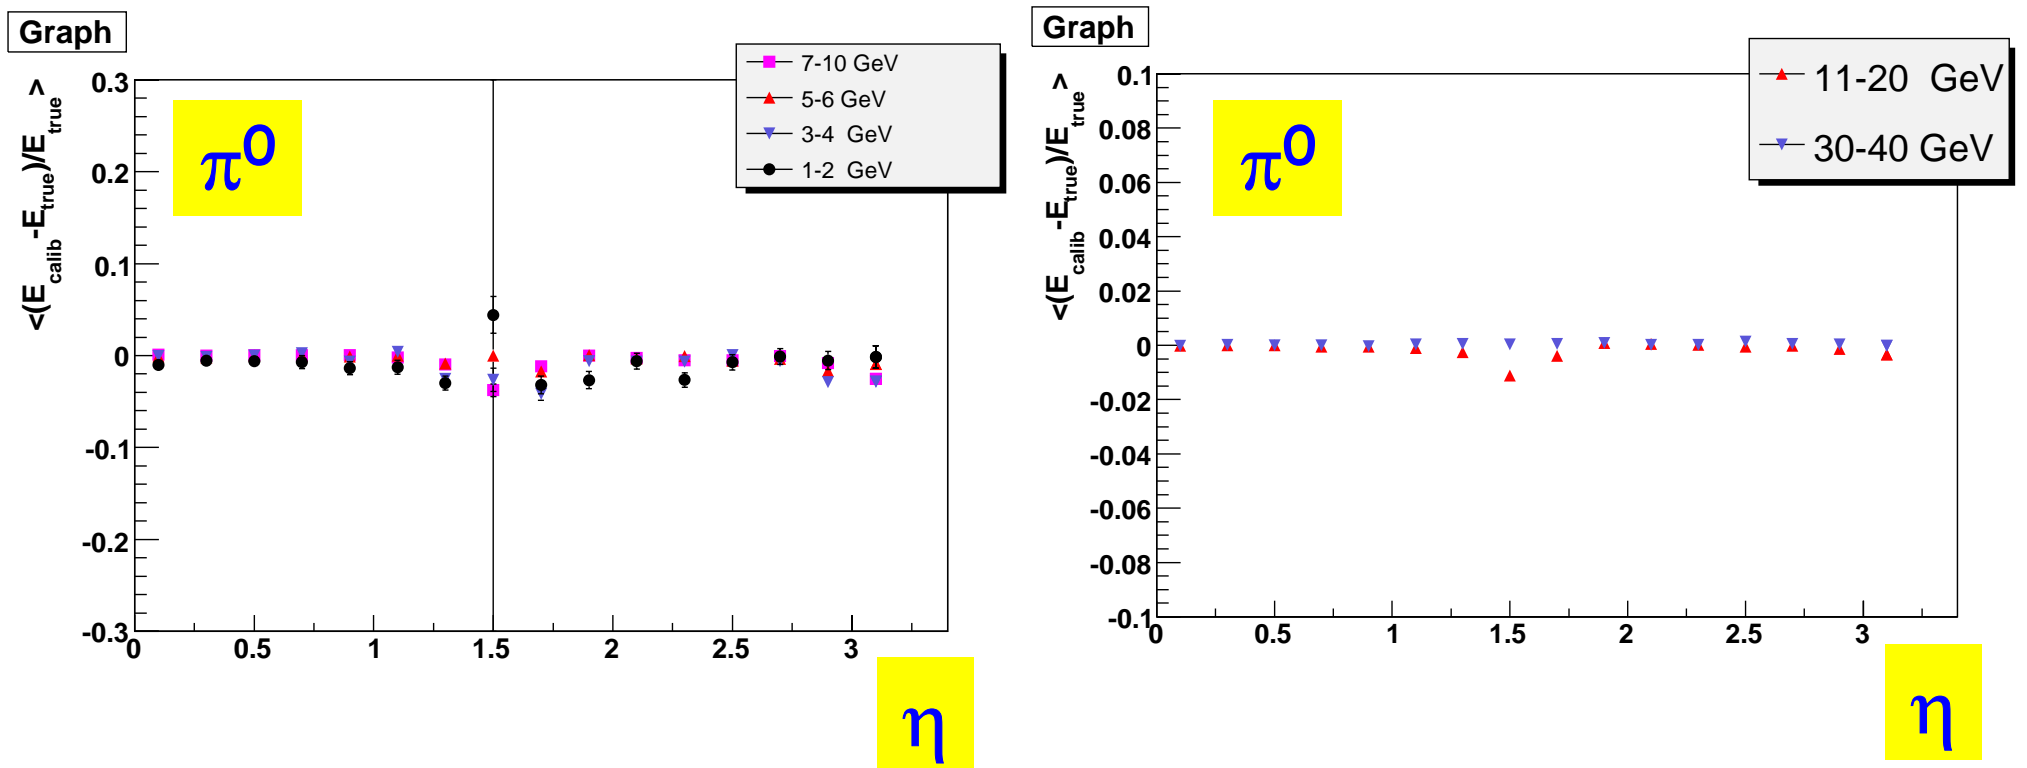 Graph
7-10 GeV
5-6 GeV
3-4 GeV
1-2 GeV
π⁰
<(E_calib-E_true)/E_true>
0.3
0.2
0.1
0
-0.1
-0.2
-0.3
0 0.5 1 1.5 2 2.5 3
η
Graph
11-20 GeV
30-40 GeV
π⁰
<(E_calib-E_true)/E_true>
0.1
0.08
0.06
0.04
0.02
0
-0.02
-0.04
-0.06
-0.08
-0.1
0 0.5 1 1.5 2 2.5 3
η